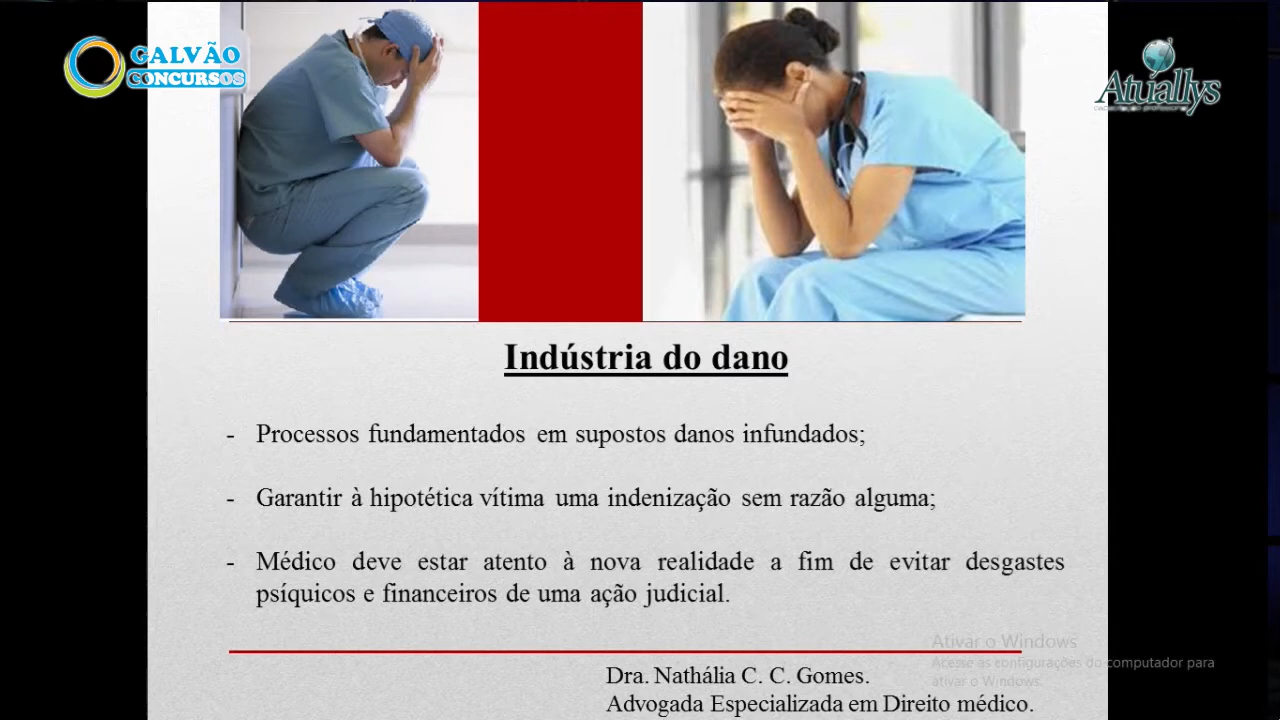 GALVÃO
CONCURSOS
Atuallys
Indústria do dano
- Processos fundamentados em supostos danos infundados;
- Garantir à hipotética vítima uma indenização sem razão alguma;
- Médico deve estar atento à nova realidade a fim de evitar desgastes
psíquicos e financeiros de uma ação judicial.
Ativar o Windows
Acesse as configurações do computador para
ativar o Windows.
Dra. Nathália C. C. Gomes.
Advogada Especializada em Direito médico.